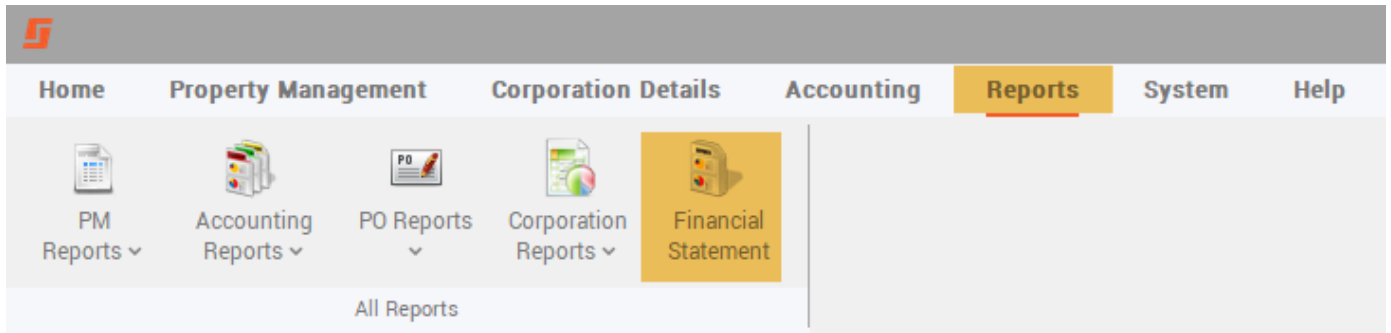 Home Property Management Corporation Details Accounting Reports System Help
PO
PM Accounting PO Reports Corporation Financial
Reports Reports Reports Statement
All Reports